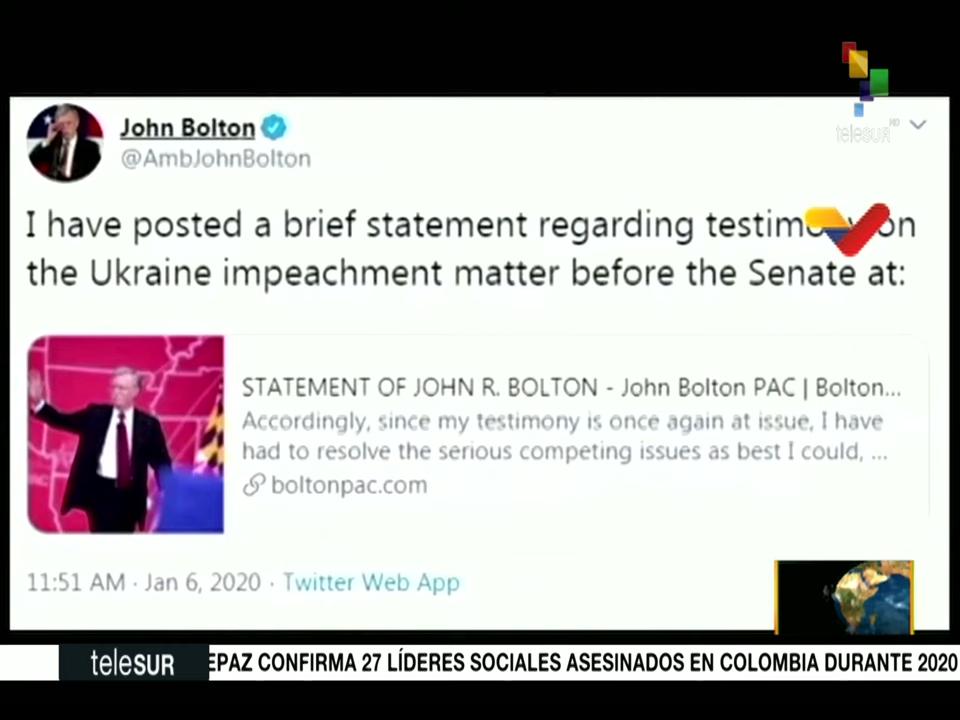 John Bolton
@AmbJohnBolton
teleSUR HD
I have posted a brief statement regarding on
the Ukraine impeachment matter before the Senate at:
STATEMENT OF JOHN R. BOLTON - John Bolton PAC | Bolton...
Accordingly, since my testimony is once again at issue, I have
had to resolve the serious competing issues as best I could, ...
boltonpac.com
11:51 AM · Jan 6, 2020 · Twitter Web App
teleSUR EPAZ CONFIRMA 27 LÍDERES SOCIALES ASESINADOS EN COLOMBIA DURANTE 2020